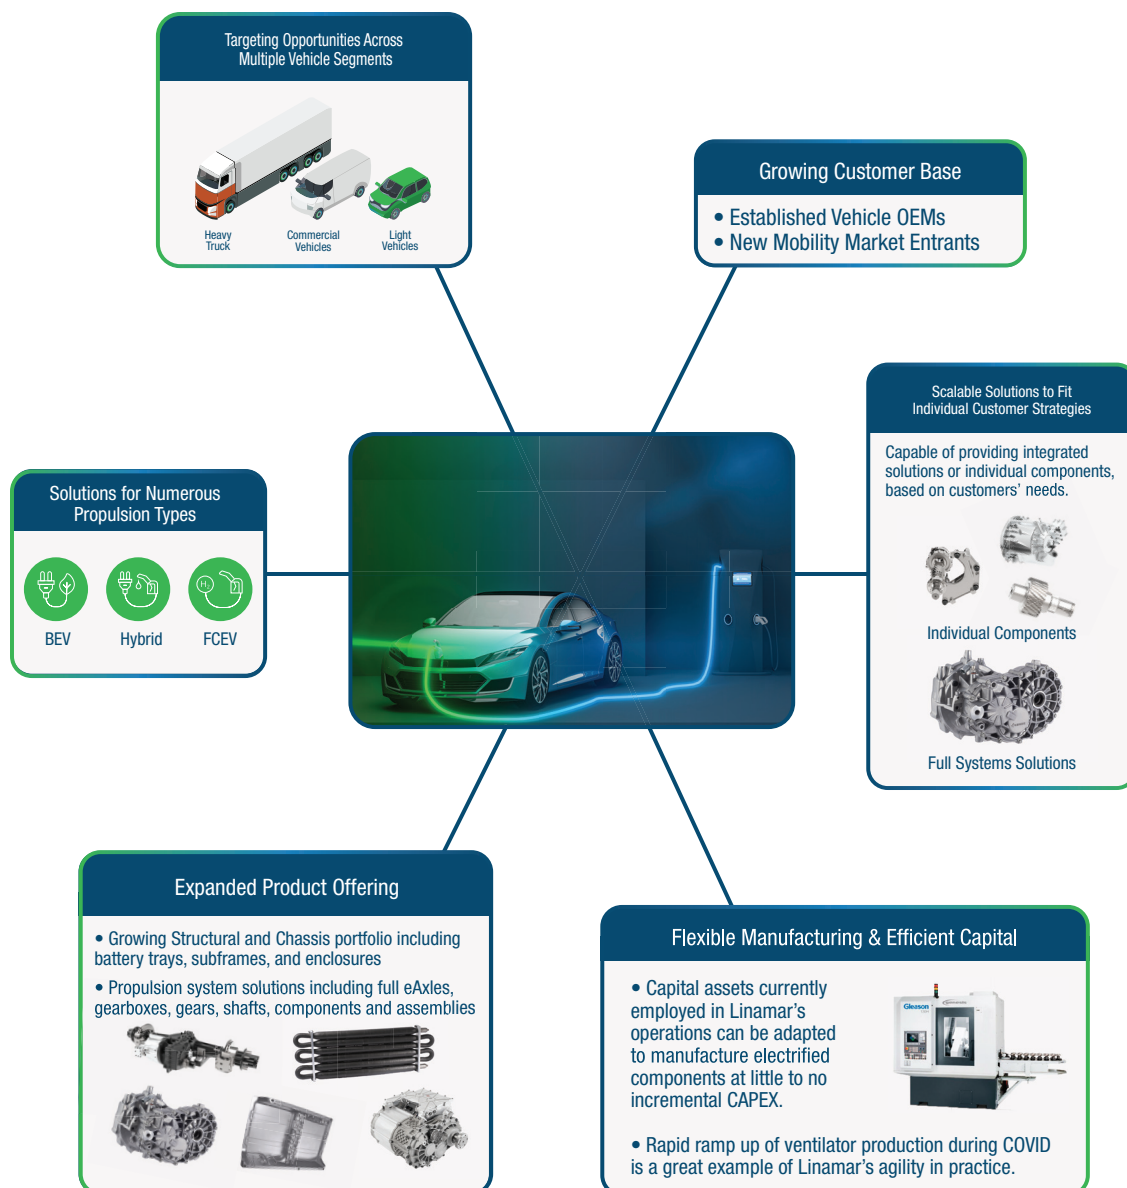 Targeting Opportunities Across
Multiple Vehicle Segments
Heavy
Truck
Commercial
Vehicles
Light
Vehicles
Growing Customer Base
• Established Vehicle OEMs
• New Mobility Market Entrants
Scalable Solutions to Fit
Individual Customer Strategies
Capable of providing integrated
solutions or individual components,
based on customers’ needs.
Individual Components
Full Systems Solutions
Solutions for Numerous
Propulsion Types
H₂
BEV
Hybrid
FCEV
Expanded Product Offering
• Growing Structural and Chassis portfolio including
battery trays, subframes, and enclosures
• Propulsion system solutions including full eAxles,
gearboxes, gears, shafts, components and assemblies
Flexible Manufacturing & Efficient Capital
• Capital assets currently
employed in Linamar’s
operations can be adapted
to manufacture electrified
components at little to no
incremental CAPEX.
Gleason
• Rapid ramp up of ventilator production during COVID
is a great example of Linamar’s agility in practice.